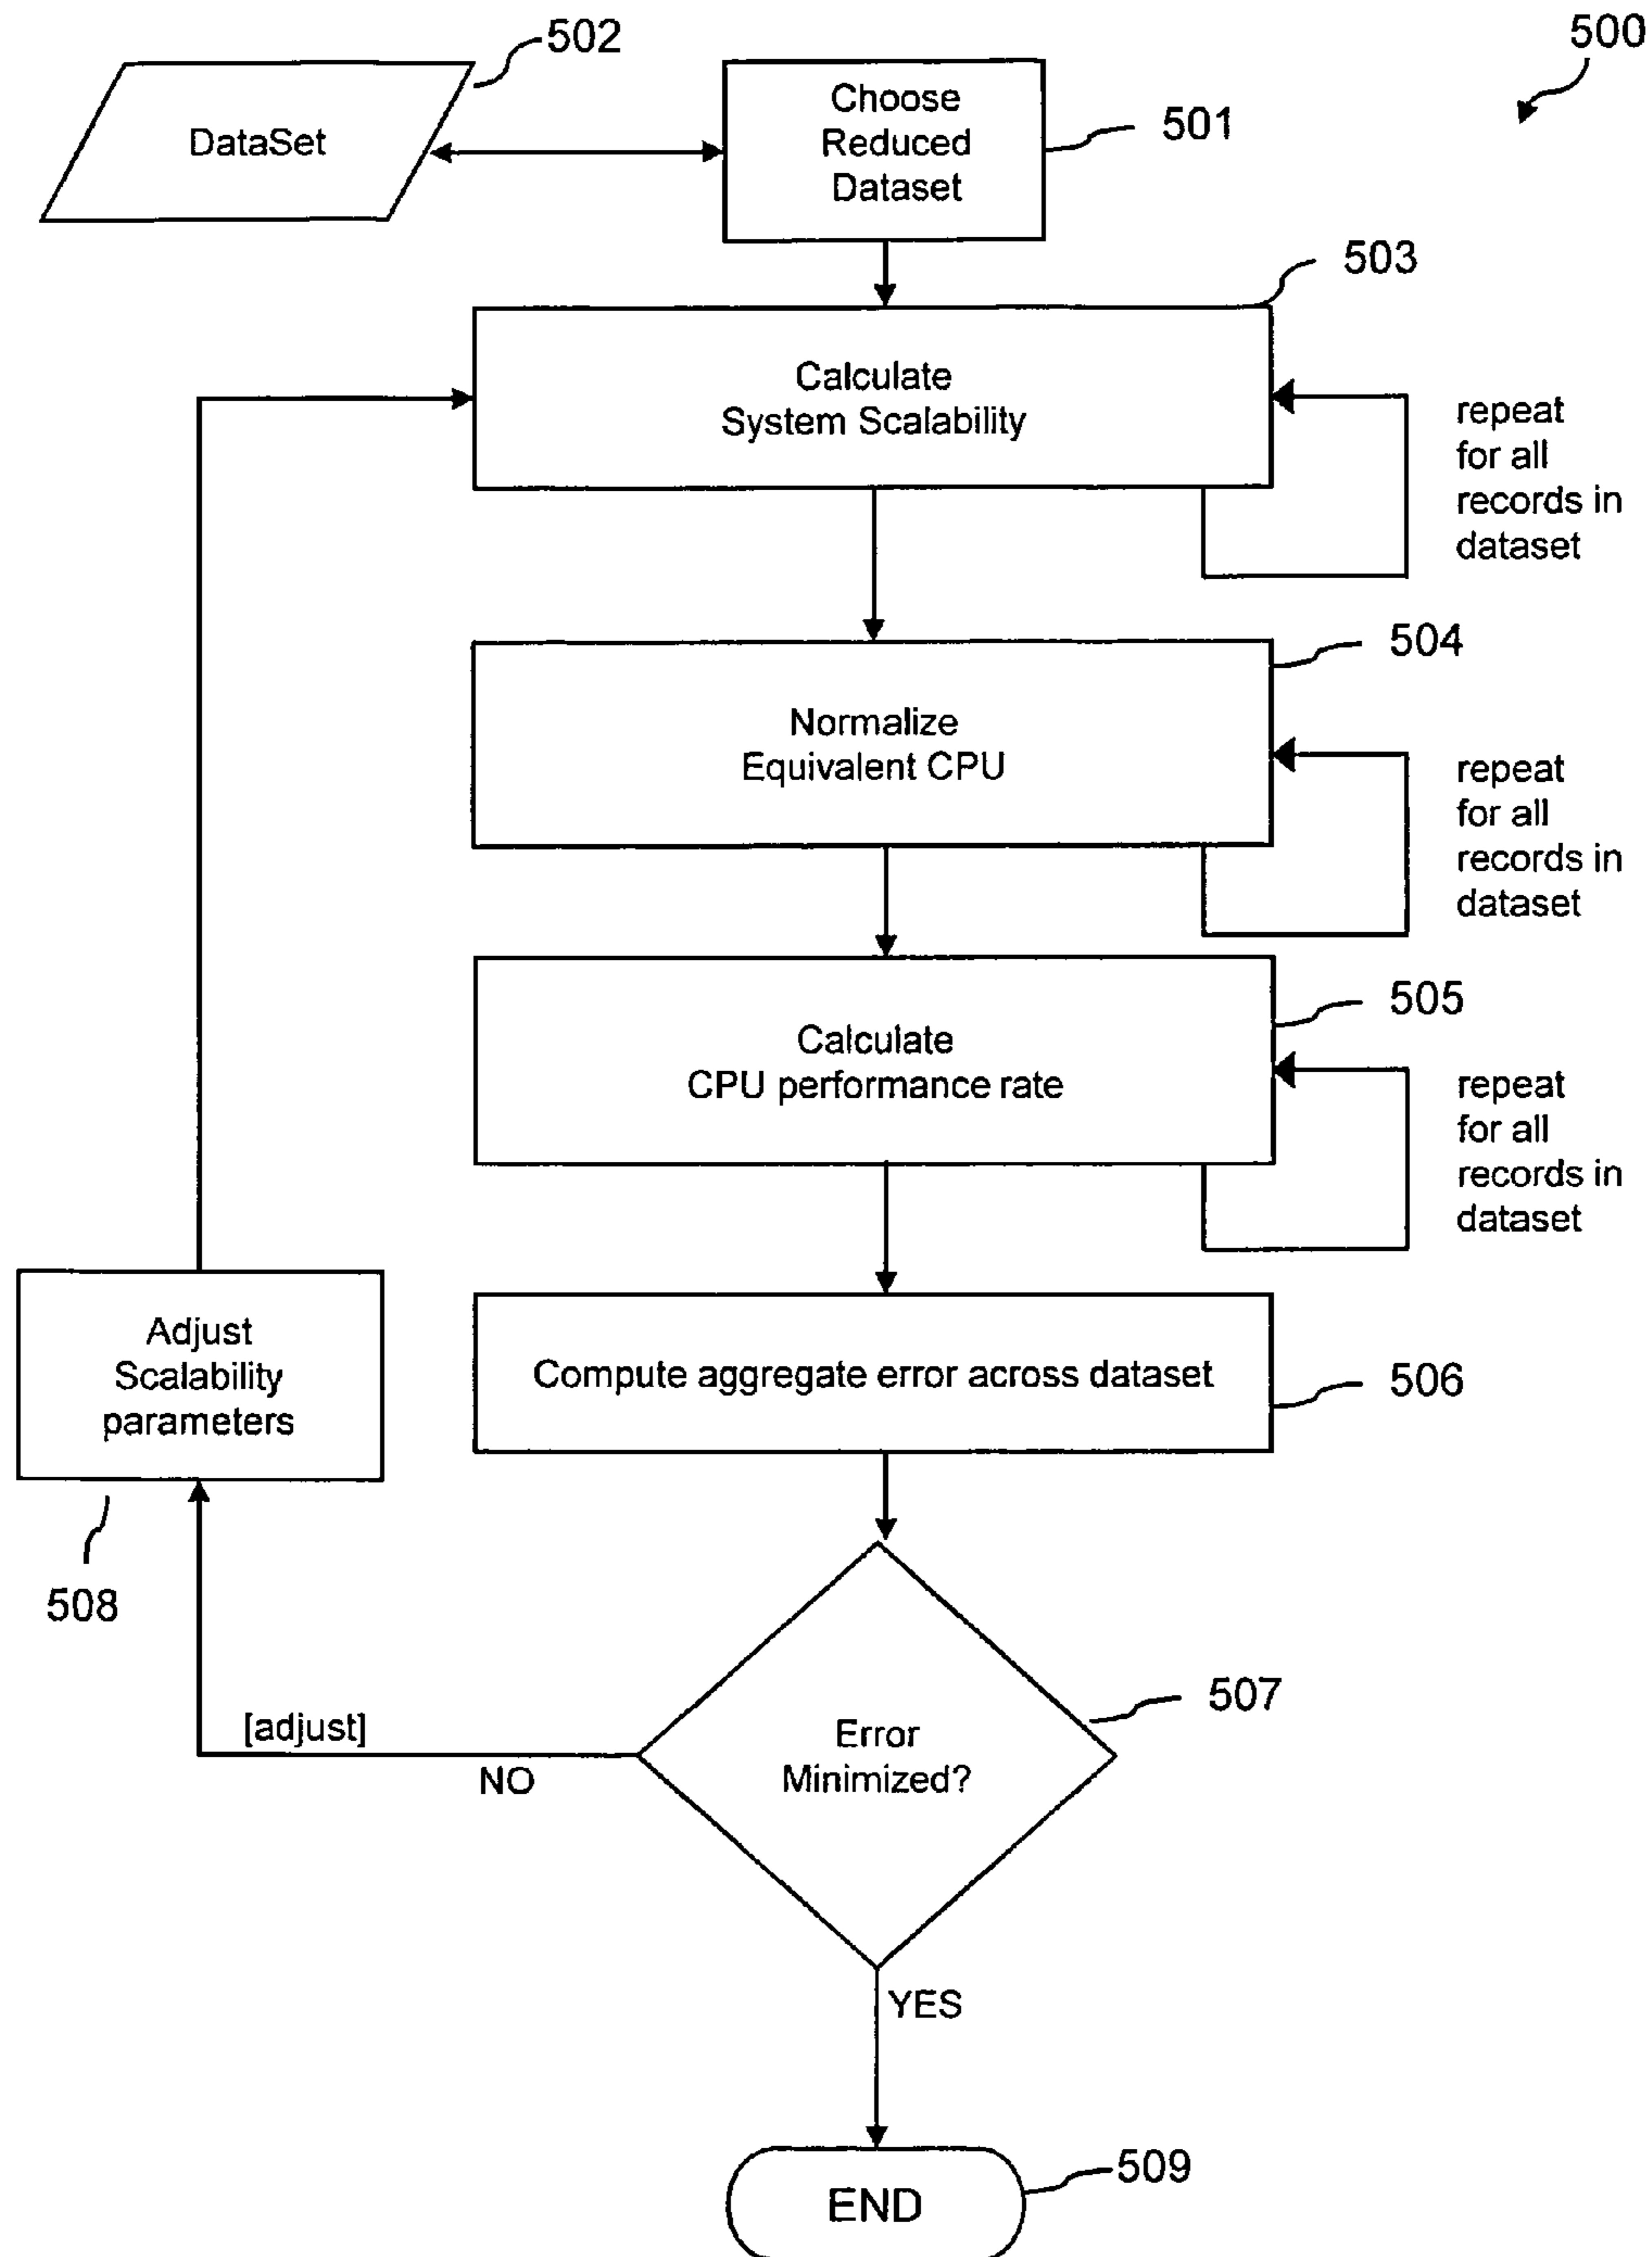 500
502
DataSet
Choose
Reduced
Dataset
501
503
Calculate
System Scalability
repeat
for all
records in
dataset
504
Normalize
Equivalent CPU
repeat
for all
records in
dataset
505
Calculate
CPU performance rate
repeat
for all
records in
dataset
Adjust
Scalability
parameters
508
Compute aggregate error across dataset
506
507
Error
Minimized?
[adjust]
NO
YES
509
END